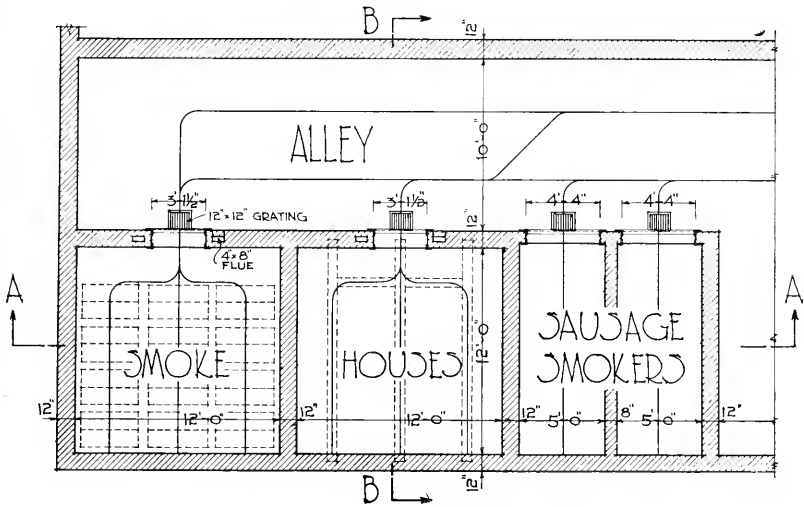 B
12"
ALLEY
10'-0"
3'-1½"
3'-1½"
4'-4"
4'-4"
12"×12" GRATING
12"
4"×8"
FLUE
A
A
SMOKE
HOUSES
12'-0"
SAUSAGE
SMOKERS
12"
12'-0"
12"
12'-0"
12"
5'-0"
8"
5'-0"
12"
B
12"